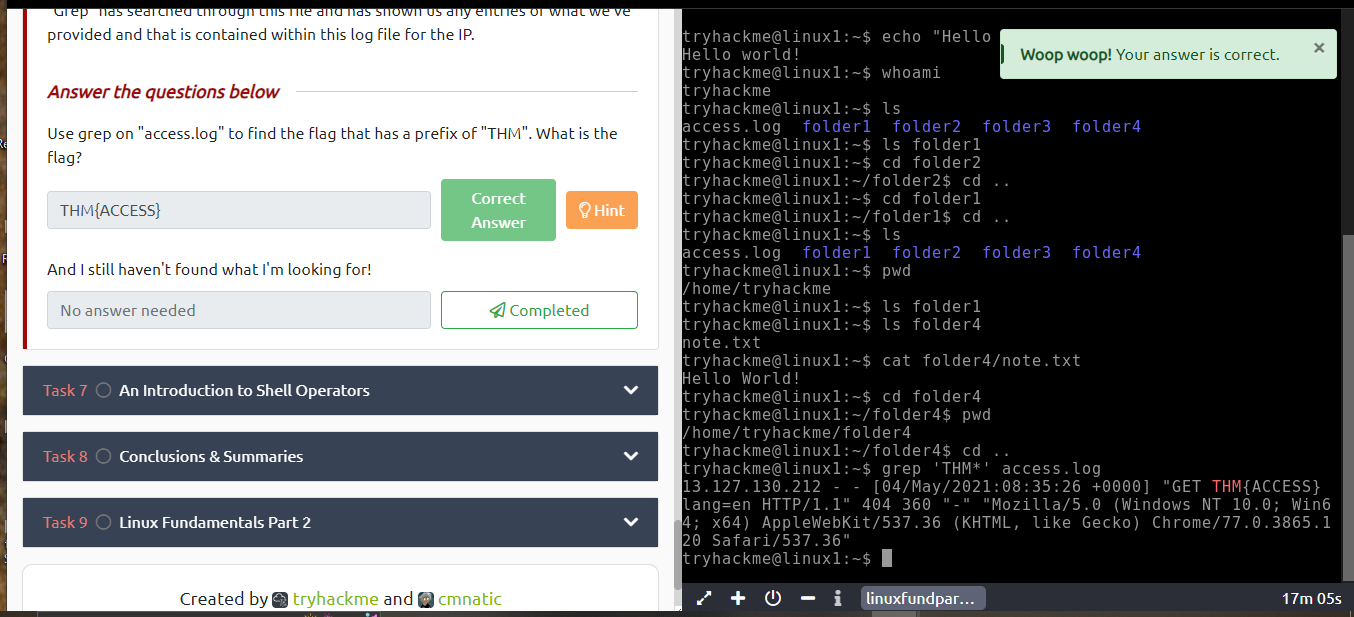 "Grep" has searched through this file and has shown us any entries of what we've
provided and that is contained within this log file for the IP.
Answer the questions below
Use grep on "access.log" to find the flag that has a prefix of "THM". What is the
flag?
THM{ACCESS}
Correct
Answer
Hint
And I still haven't found what I'm looking for!
No answer needed
Completed
Task 7 An Introduction to Shell Operators
Task 8 Conclusions & Summaries
Task 9 Linux Fundamentals Part 2
Created by tryhackme and cmnatic
tryhackme@linux1:~$ echo "Hello
Woop woop! Your answer is correct. ×
Hello world!
tryhackme@linux1:~$ whoami
tryhackme
tryhackme@linux1:~$ ls
access.log  folder1  folder2  folder3  folder4
tryhackme@linux1:~$ ls folder1
tryhackme@linux1:~$ cd folder2
tryhackme@linux1:~/folder2$ cd ..
tryhackme@linux1:~$ cd folder1
tryhackme@linux1:~/folder1$ cd ..
tryhackme@linux1:~$ ls
access.log  folder1  folder2  folder3  folder4
tryhackme@linux1:~$ pwd
/home/tryhackme
tryhackme@linux1:~$ ls folder1
tryhackme@linux1:~$ ls folder4
note.txt
tryhackme@linux1:~$ cat folder4/note.txt
Hello World!
tryhackme@linux1:~$ cd folder4
tryhackme@linux1:~/folder4$ pwd
/home/tryhackme/folder4
tryhackme@linux1:~/folder4$ cd ..
tryhackme@linux1:~$ grep 'THM*' access.log
13.127.130.212 - - [04/May/2021:08:35:26 +0000] "GET THM{ACCESS}
lang=en HTTP/1.1" 404 360 "-" "Mozilla/5.0 (Windows NT 10.0; Win6
4; x64) AppleWebKit/537.36 (KHTML, like Gecko) Chrome/77.0.3865.1
20 Safari/537.36"
tryhackme@linux1:~$
linuxfundpar...
17m 05s